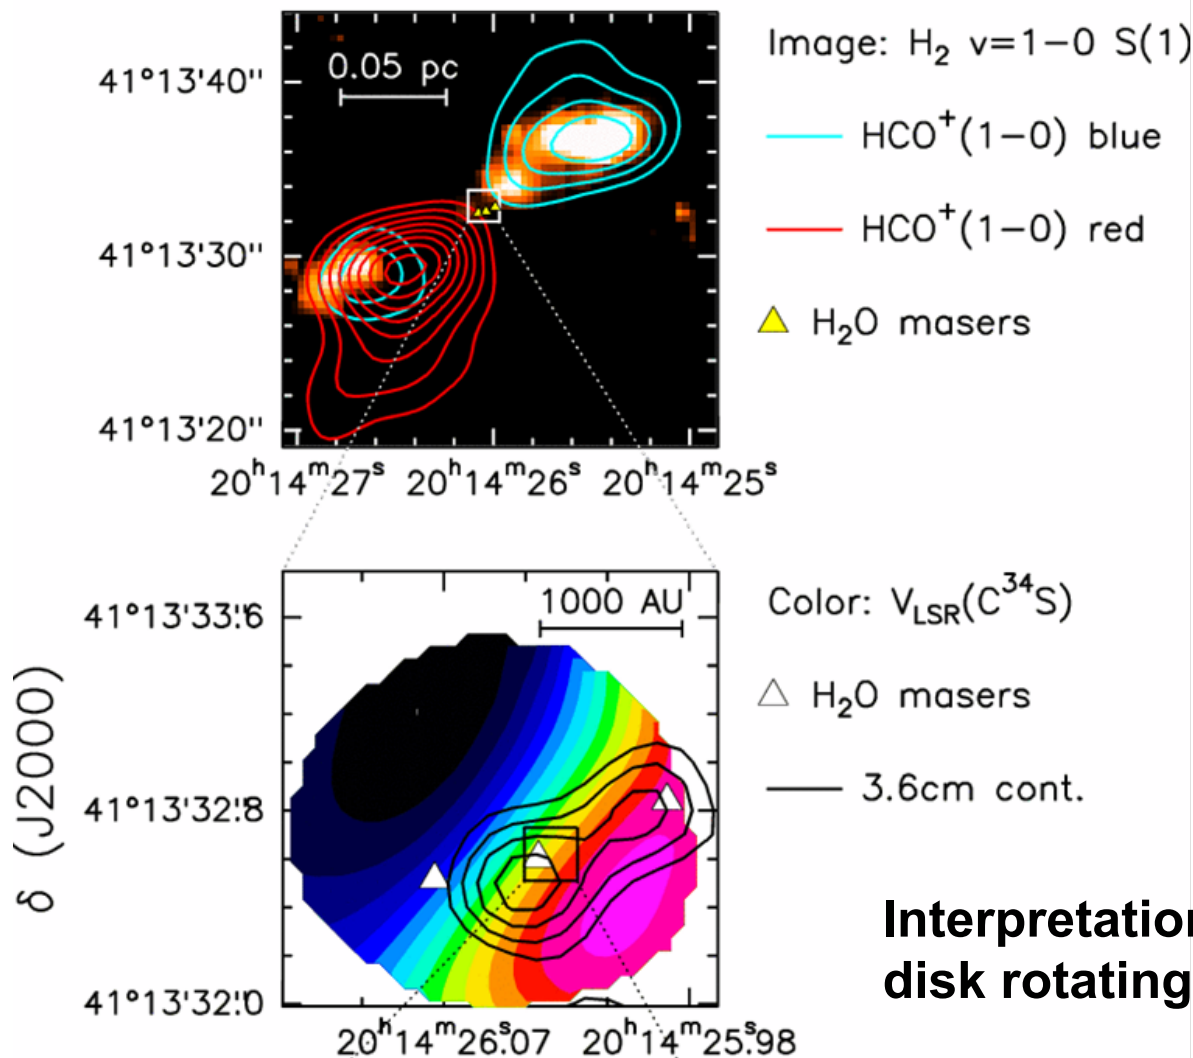 Image: H₂ v=1−0 S(1)
0.05 pc
41°13'40"
HCO⁺(1−0) blue
HCO⁺(1−0) red
41°13'30"
H₂O masers
41°13'20"
20ʰ14ᵐ27ˢ 20ʰ14ᵐ26ˢ 20ʰ14ᵐ25ˢ
1000 AU
Color: V_LSR(C³⁴S)
41°13'33"6
H₂O masers
δ (J2000)
41°13'32"8
3.6cm cont.
Interpretation
disk rotating
41°13'32"0
20ʰ14ᵐ26ˢ.07 20ʰ14ᵐ25ˢ.98